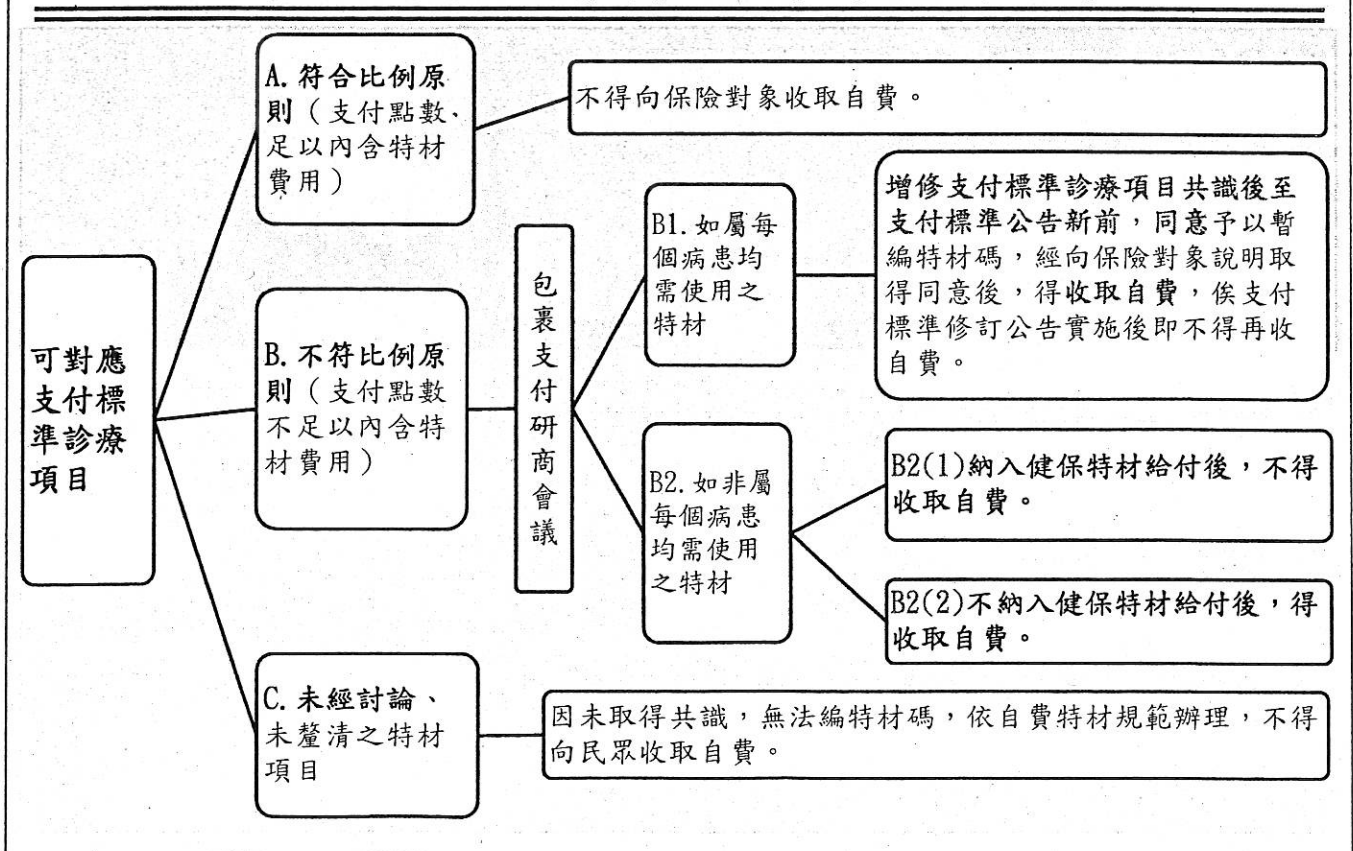 可對應
支付標
準診療
項目
A.符合比例原
則（支付點數、
足以內含特材
費用）
不得向保險對象收取自費。
B.不符比例原
則（支付點數
不足以內含特
材費用）
包裹支付研商會議
B1.如屬每
個病患均
需使用之
特材
增修支付標準診療項目共識後至
支付標準公告新前，同意予以暫
編特材碼，經向保險對象說明取
得同意後，得收取自費，俟支付
標準修訂公告實施後即不得再收
自費。
B2.如非屬
每個病患
均需使用
之特材
B2(1)納入健保特材給付後，不得
收取自費。
B2(2)不納入健保特材給付後，得
收取自費。
C.未經討論、
未釐清之特材
項目
因未取得共識，無法編特材碼，依自費特材規範辦理，不得
向民眾收取自費。